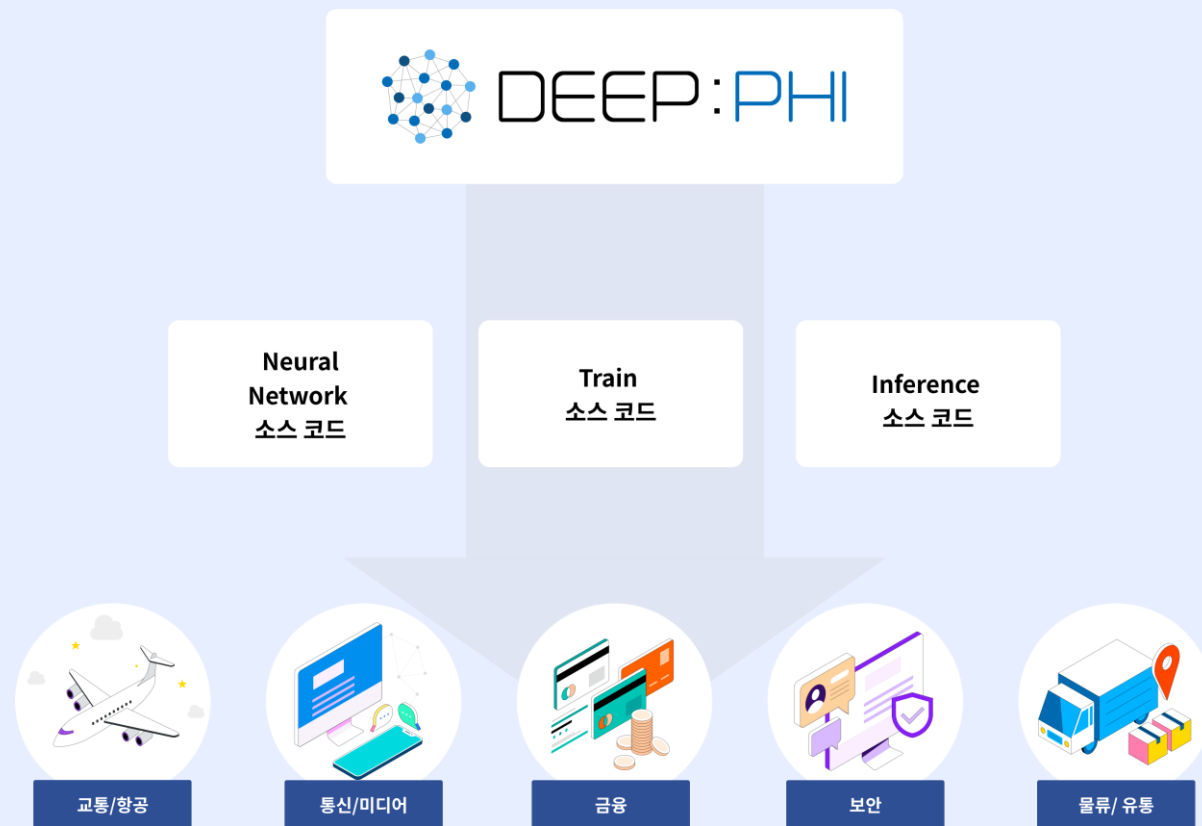 DEEP:PHI
Neural
Network
소스 코드
Train
소스 코드
Inference
소스 코드
교통/항공
통신/미디어
금융
보안
물류/ 유통